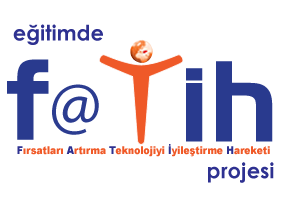 eğitimde
f@tih
Fırsatları Artırma Teknolojiyi İyileştirme Hareketi
projesi